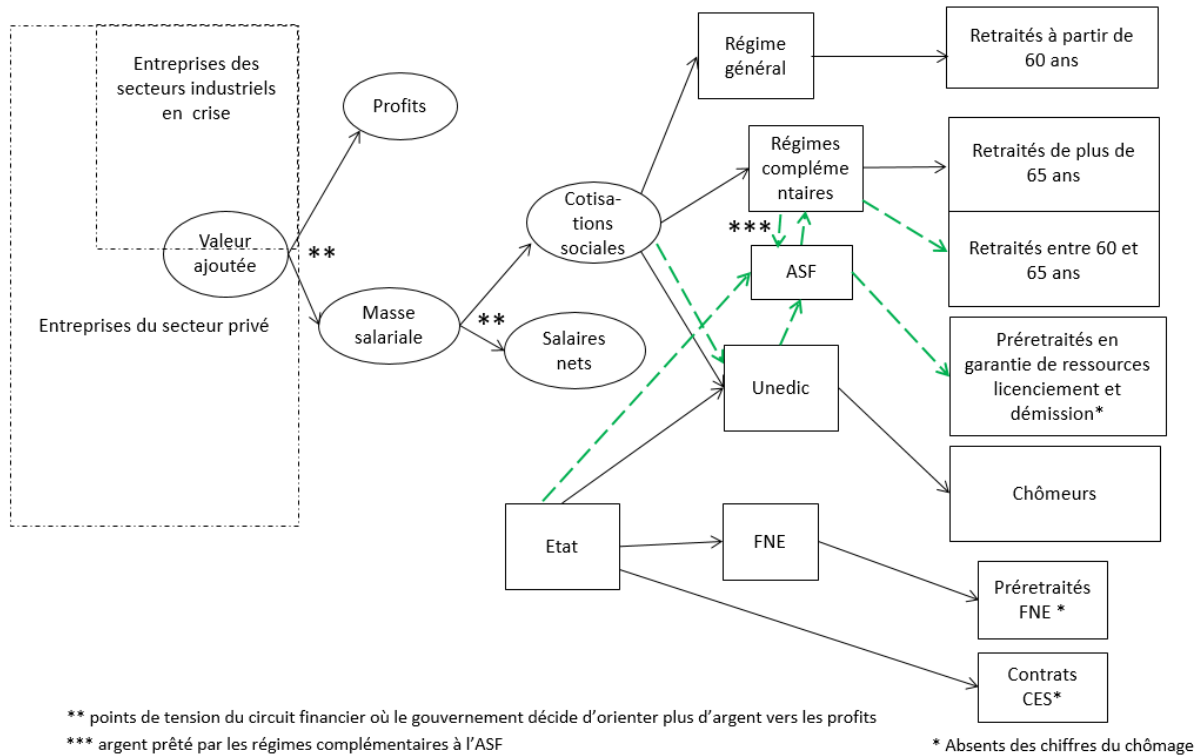 Entreprises des
secteurs industriels
en crise
Profits
Valeur
ajoutée
**
Entreprises du secteur privé
Masse
salariale
**
Salaires
nets
Cotisa-
tions
sociales
Régime
général
Retraités à partir de
60 ans
Régimes
complémе
ntaires
***
Retraités de plus de
65 ans
Retraités entre 60 et
65 ans
ASF
Préretraités en
garantie de ressources
licenciement et
démission*
Unedic
Chômeurs
Etat
FNE
Préretraités
FNE *
Contrats
CES*
** points de tension du circuit financier où le gouvernement décide d'orienter plus d'argent vers les profits
*** argent prêté par les régimes complémentaires à l'ASF
* Absents des chiffres du chômage